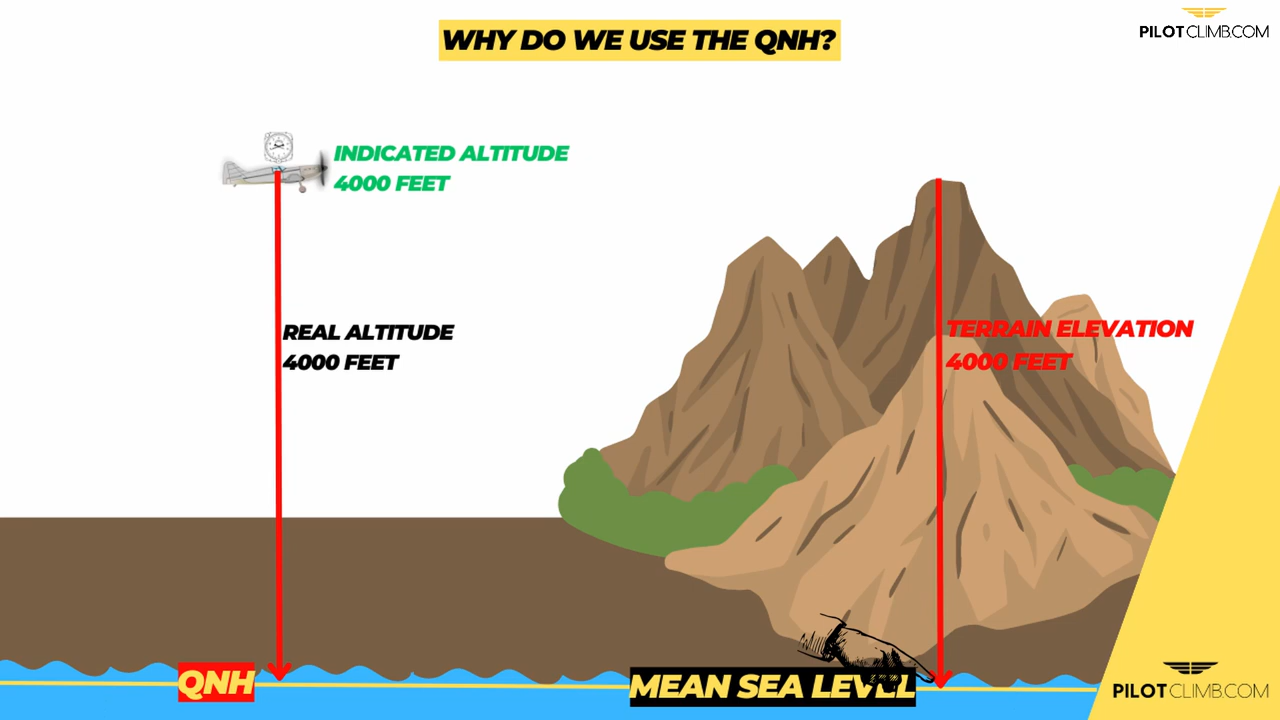 WHY DO WE USE THE QNH?
PILOTCLIMB.COM
INDICATED ALTITUDE
4000 FEET
REAL ALTITUDE
4000 FEET
TERRAIN ELEVATION
4000 FEET
QNH
MEAN SEA LEVEL
PILOTCLIMB.COM